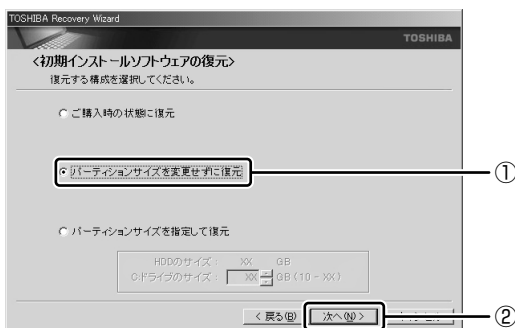 TOSHIBA Recovery Wizard
TOSHIBA
<初期インストールソフトウェアの復元>
復元する構成を選択してください。
ご購入時の状態に復元
パーティションサイズを変更せずに復元
①
パーティションサイズを指定して復元
HDDのサイズ： XX GB
C:ドライブのサイズ： XX GB (10 - XX)
< 戻る(B) 次へ(N) >
②